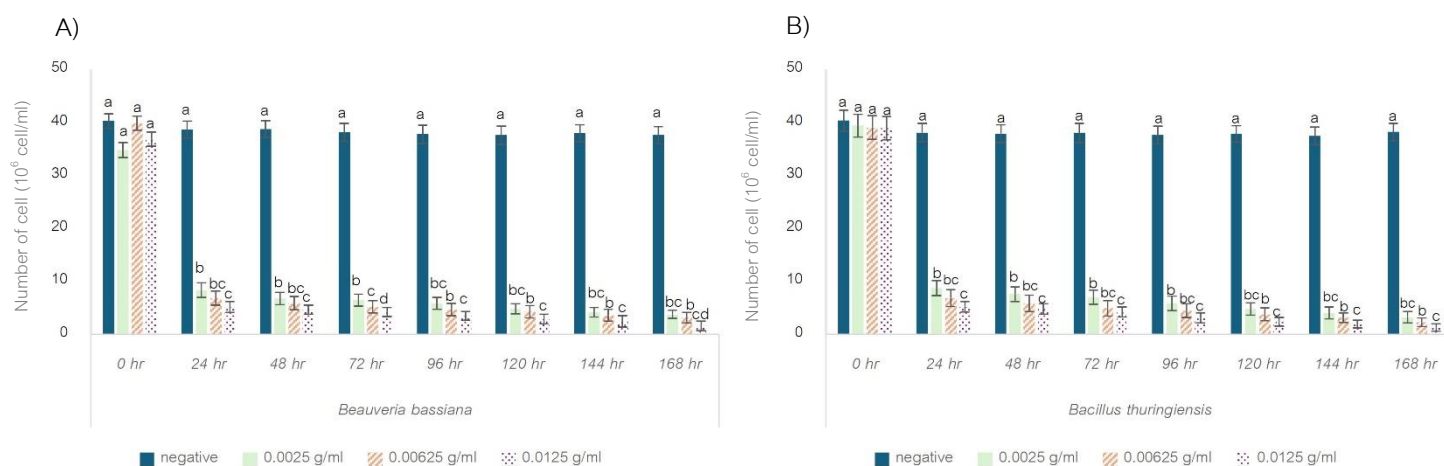 A)
Number of cell (10⁶ cell/ml)
50
40
30
20
10
0
a a a a
a b bc c
a b bc c
a b c d
a bc b c
a bc b c
a bc b c
a bc b cd
0 hr 24 hr 48 hr 72 hr 96 hr 120 hr 144 hr 168 hr
Beauveria bassiana
negative 0.0025 g/ml 0.00625 g/ml 0.0125 g/ml
B)
Number of cell (10⁶ cell/ml)
50
40
30
20
10
0
a a a a
a b bc c
a b bc c
a b bc c
a b bc c
a bc b c
a bc b c
a bc b c
0 hr 24 hr 48 hr 72 hr 96 hr 120 hr 144 hr 168 hr
Bacillus thuringiensis
negative 0.0025 g/ml 0.00625 g/ml 0.0125 g/ml